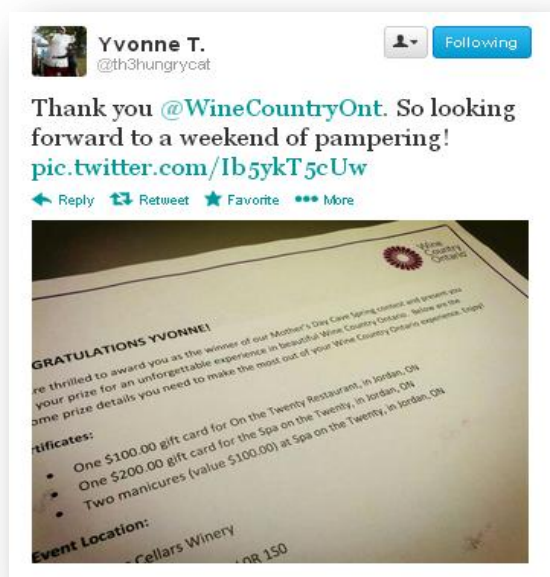 Yvonne T.
@th3hungrycat
Following
Thank you @WineCountryOnt. So looking
forward to a weekend of pampering!
pic.twitter.com/Ib5ykT5cUw
Reply Retweet Favorite More
Wine
Country
Ontario
GRATULATIONS YVONNE!
re thrilled to award you as the winner of our Mother's Day Cave Spring contest and present you
your prize for an unforgettable experience in beautiful Wine Country Ontario. Below are the
ome prize details you need to make the most out of your Wine Country Ontario experience. Enjoy!
rtificates:
• One $100.00 gift card for On the Twenty Restaurant, in Jordan, ON
• One $200.00 gift card for the Spa on the Twenty, in Jordan, ON
• Two manicures (value $100.00) at Spa on the Twenty, in Jordan, ON
Event Location:
Cellars Winery
L0R 1S0